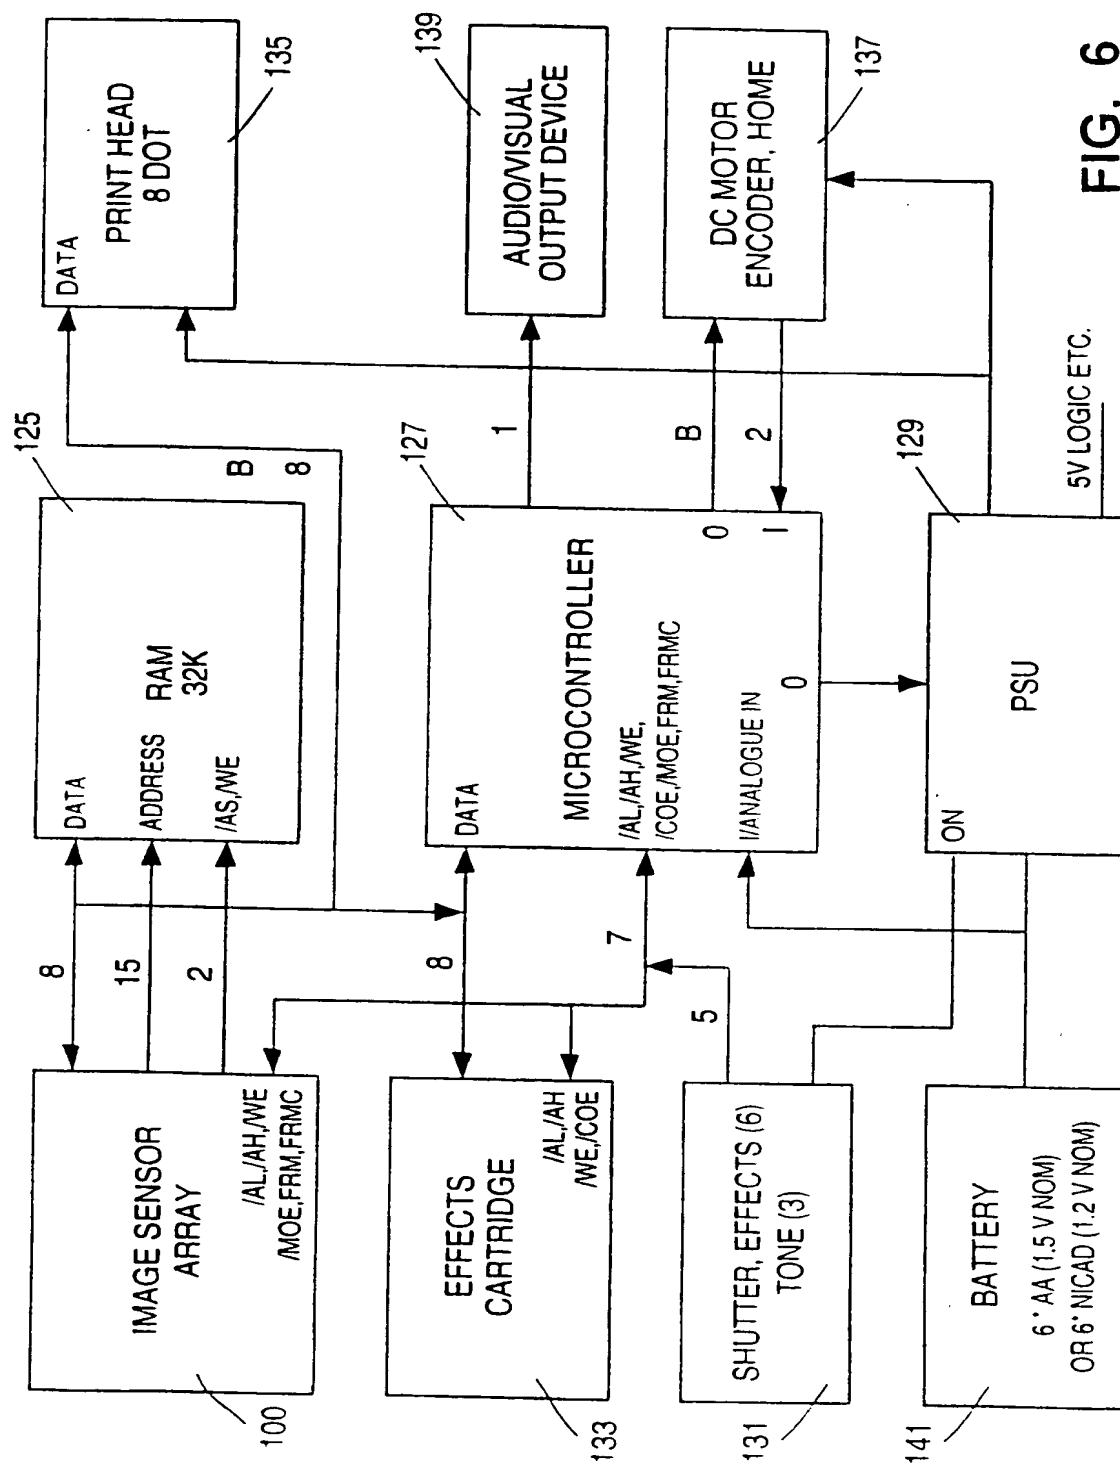 IMAGE SENSOR
ARRAY
/AL,/AH,/WE
/MOE,FRM,FRMC
100
8
15
2
DATA
ADDRESS
/AS,/WE
RAM
32K
125
B
8
DATA
PRINT HEAD
8 DOT
135
EFFECTS
CARTRIDGE
/AL,/AH
/WE,/COE
133
8
7
DATA
MICROCONTROLLER
/AL,/AH,/WE,
/COE,/MOE,FRM,FRMC
I/ANALOGUE IN
0
I
0
127
1
AUDIO/VISUAL
OUTPUT DEVICE
139
B
2
DC MOTOR
ENCODER, HOME
137
SHUTTER, EFFECTS (6)
TONE (3)
131
5
BATTERY
6 * AA (1.5 V NOM)
OR 6* NICAD (1.2 V NOM)
141
ON
PSU
129
5V LOGIC ETC.
FIG. 6